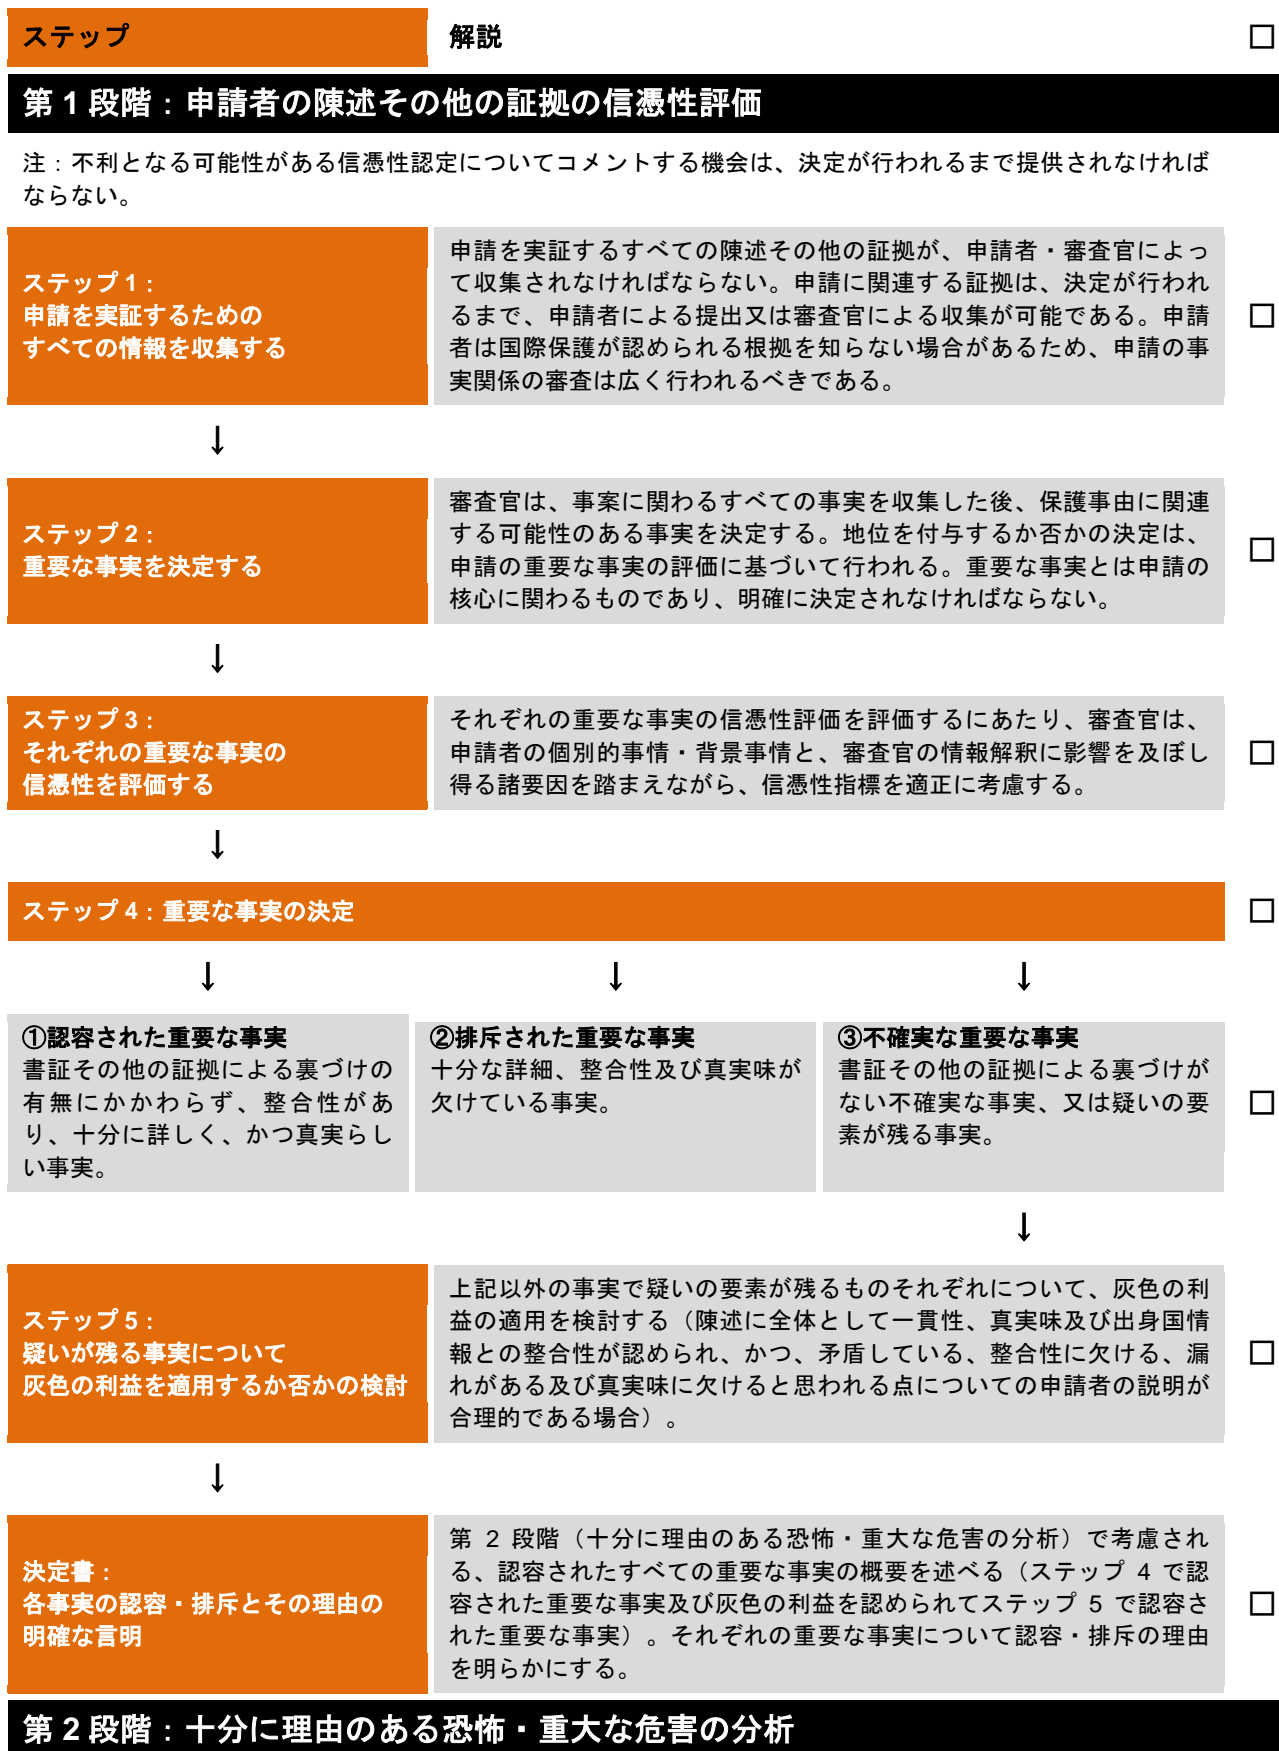 ステップ
解説
□
第 1 段階：申請者の陳述その他の証拠の信憑性評価
注：不利となる可能性がある信憑性認定についてコメントする機会は、決定が行われるまで提供されなければ
ならない。
ステップ 1：
申請を実証するための
すべての情報を収集する
申請を実証するすべての陳述その他の証拠が、申請者・審査官によっ
て収集されなければならない。申請に関連する証拠は、決定が行われ
るまで、申請者による提出又は審査官による収集が可能である。申請
者は国際保護が認められる根拠を知らない場合があるため、申請の事
実関係の審査は広く行われるべきである。
□
↓
ステップ 2：
重要な事実を決定する
審査官は、事案に関わるすべての事実を収集した後、保護事由に関連
する可能性のある事実を決定する。地位を付与するか否かの決定は、
申請の重要な事実の評価に基づいて行われる。重要な事実とは申請の
核心に関わるものであり、明確に決定されなければならない。
□
↓
ステップ 3：
それぞれの重要な事実の
信憑性を評価する
それぞれの重要な事実の信憑性評価を評価するにあたり、審査官は、
申請者の個別的事情・背景事情と、審査官の情報解釈に影響を及ぼし
得る諸要因を踏まえながら、信憑性指標を適正に考慮する。
□
↓
ステップ 4：重要な事実の決定
□
↓ ↓ ↓
①認容された重要な事実
書証その他の証拠による裏づけの
有無にかかわらず、整合性があ
り、十分に詳しく、かつ真実らし
い事実。
②排斥された重要な事実
十分な詳細、整合性及び真実味が
欠けている事実。
③不確実な重要な事実
書証その他の証拠による裏づけが
ない不確実な事実、又は疑いの要
素が残る事実。
□
↓
ステップ 5：
疑いが残る事実について
灰色の利益を適用するか否かの検討
上記以外の事実で疑いの要素が残るものそれぞれについて、灰色の利
益の適用を検討する（陳述に全体として一貫性、真実味及び出身国情
報との整合性が認められ、かつ、矛盾している、整合性に欠ける、漏
れがある及び真実味に欠けると思われる点についての申請者の説明が
合理的である場合）。
□
↓
決定書：
各事実の認容・排斥とその理由の
明確な言明
第 2 段階（十分に理由のある恐怖・重大な危害の分析）で考慮され
る、認容されたすべての重要な事実の概要を述べる（ステップ 4 で認
容された重要な事実及び灰色の利益を認められてステップ 5 で認容さ
れた重要な事実）。それぞれの重要な事実について認容・排斥の理由
を明らかにする。
□
第 2 段階：十分に理由のある恐怖・重大な危害の分析